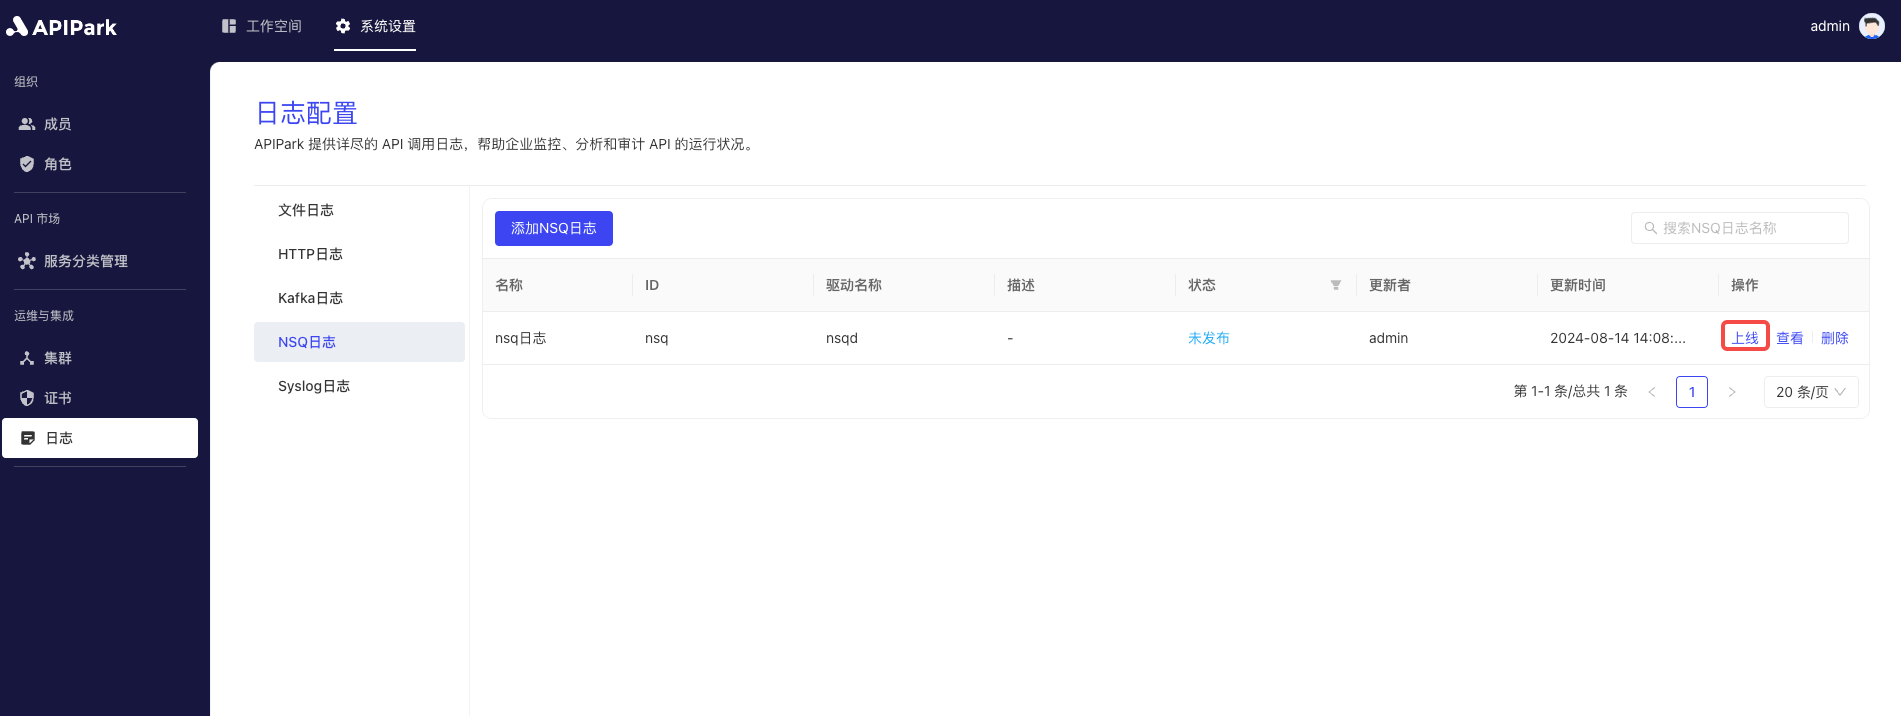 APIPark
工作空间
系统设置
admin
组织
成员
角色
API 市场
服务分类管理
运维与集成
集群
证书
日志
日志配置
APIPark 提供详尽的 API 调用日志，帮助企业监控、分析和审计 API 的运行状况。
文件日志
HTTP日志
Kafka日志
NSQ日志
Syslog日志
添加NSQ日志
搜索NSQ日志名称
名称 ID 驱动名称 描述 状态 更新者 更新时间 操作
nsq日志 nsq nsqd - 未发布 admin 2024-08-14 14:08:... 上线 查看 删除
第 1-1 条/总共 1 条 < 1 > 20 条/页